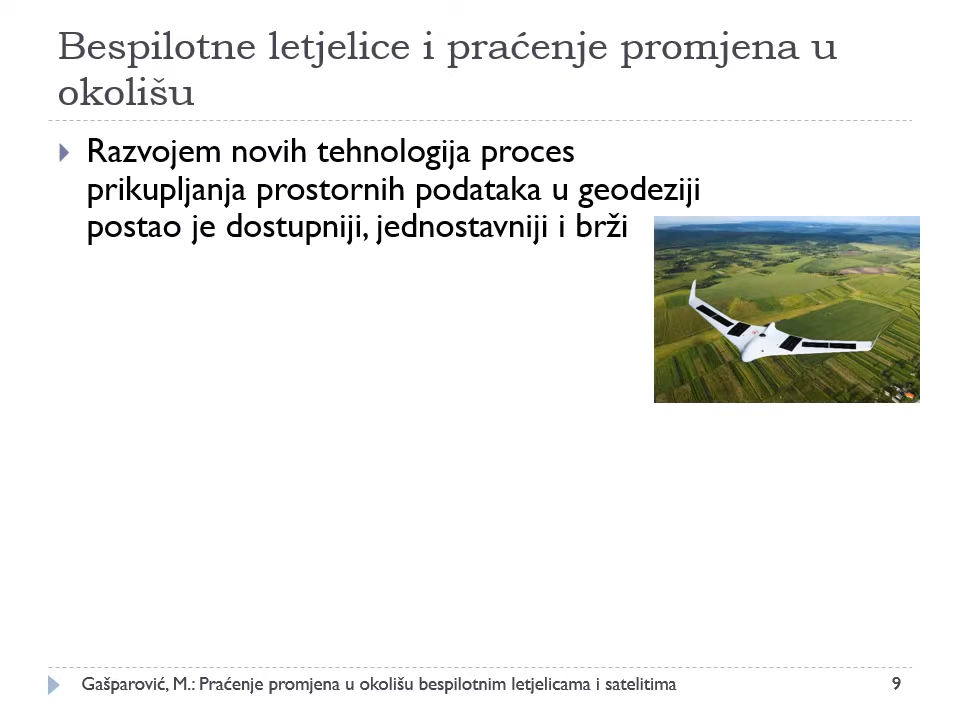 Bespilotne letjelice i praćenje promjena u
okolišu
Razvojem novih tehnologija proces
prikupljanja prostornih podataka u geodeziji
postao je dostupniji, jednostavniji i brži
Gašparović, M.: Praćenje promjena u okolišu bespilotnim letjelicama i satelitima
9